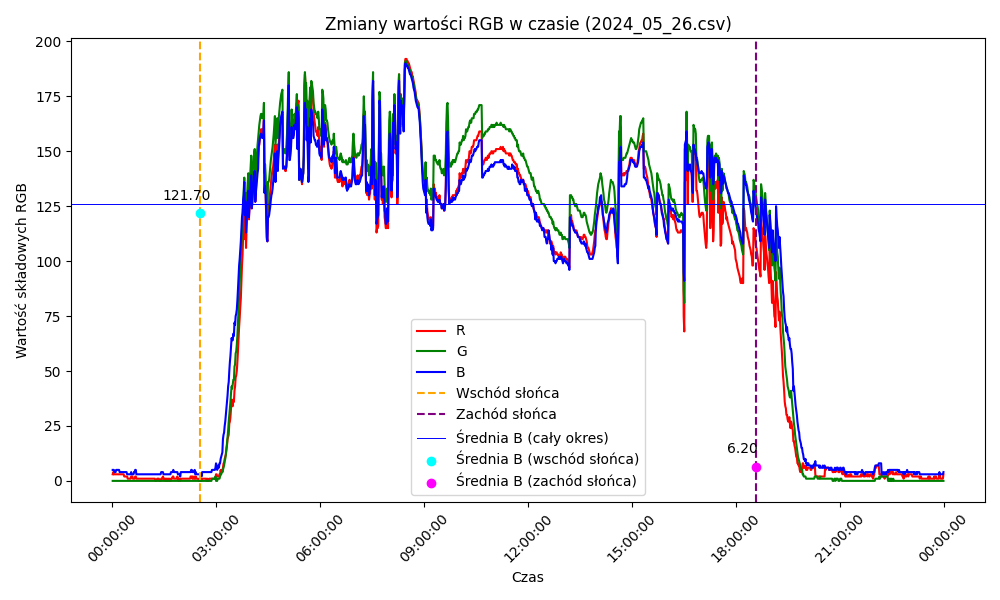 Zmiany wartości RGB w czasie (2024_05_26.csv)
Wartość składowych RGB
200
175
150
125
100
75
50
25
0
121.70
6.20
R
G
B
Wschód słońca
Zachód słońca
Średnia B (cały okres)
Średnia B (wschód słońca)
Średnia B (zachód słońca)
00:00:00
03:00:00
06:00:00
09:00:00
12:00:00
15:00:00
18:00:00
21:00:00
00:00:00
Czas